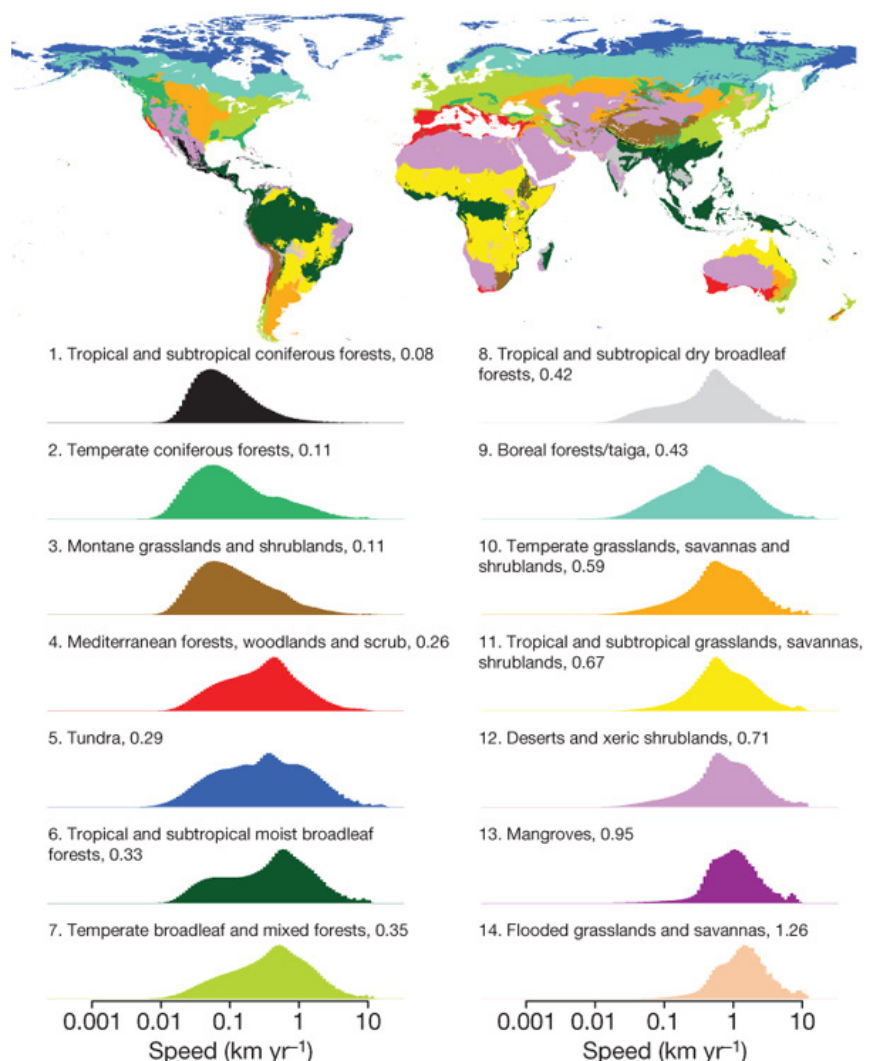 1. Tropical and subtropical coniferous forests, 0.08
2. Temperate coniferous forests, 0.11
3. Montane grasslands and shrublands, 0.11
4. Mediterranean forests, woodlands and scrub, 0.26
5. Tundra, 0.29
6. Tropical and subtropical moist broadleaf
forests, 0.33
7. Temperate broadleaf and mixed forests, 0.35
0.001 0.01 0.1 1 10
Speed (km yr⁻¹)
8. Tropical and subtropical dry broadleaf
forests, 0.42
9. Boreal forests/taiga, 0.43
10. Temperate grasslands, savannas and
shrublands, 0.59
11. Tropical and subtropical grasslands, savannas,
shrublands, 0.67
12. Deserts and xeric shrublands, 0.71
13. Mangroves, 0.95
14. Flooded grasslands and savannas, 1.26
0.001 0.01 0.1 1 10
Speed (km yr⁻¹)